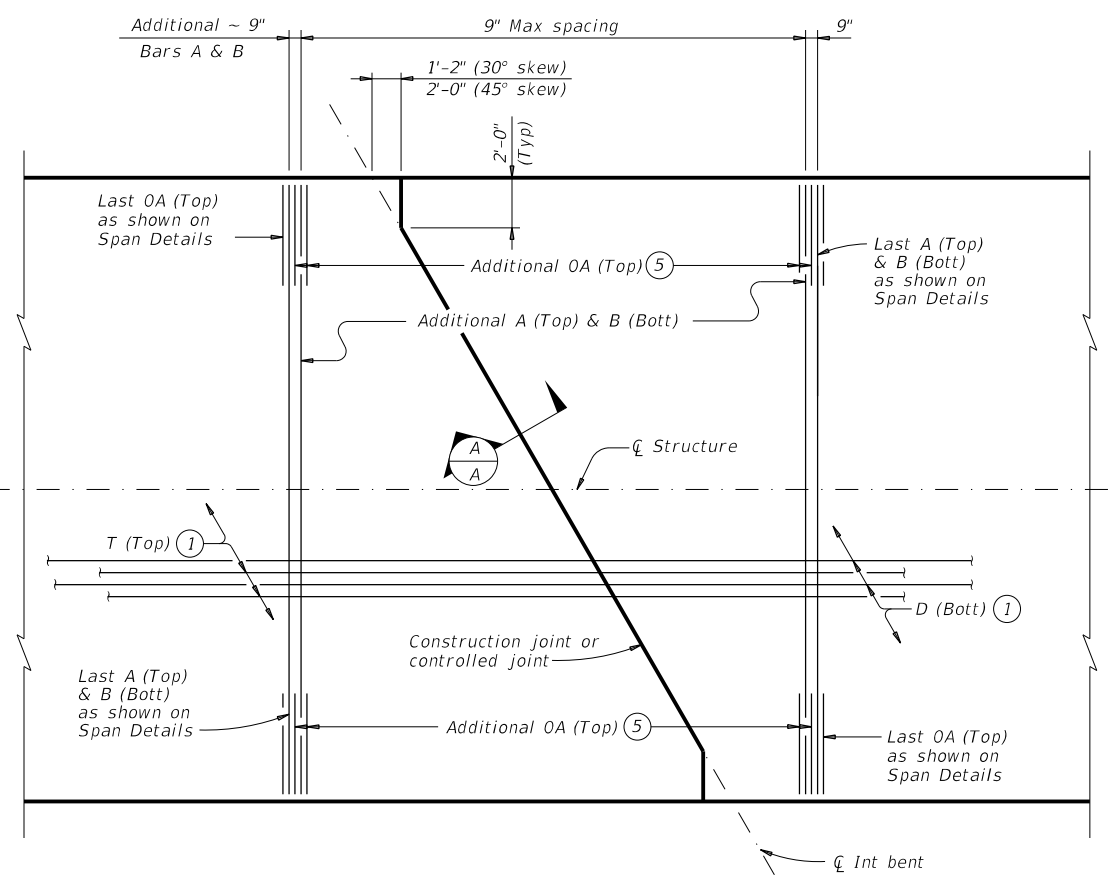 Additional ~ 9"
Bars A & B
9" Max spacing
9"
1'-2" (30° skew)
2'-0" (45° skew)
2'-0"
(Typ)
Last OA (Top)
as shown on
Span Details
Additional OA (Top) 5
Last A (Top)
& B (Bott)
as shown on
Span Details
Additional A (Top) & B (Bott)
A
A
℄ Structure
T (Top) 1
D (Bott) 1
Construction joint or
controlled joint
Last A (Top)
& B (Bott)
as shown on
Span Details
Additional OA (Top) 5
Last OA (Top)
as shown on
Span Details
℄ Int bent